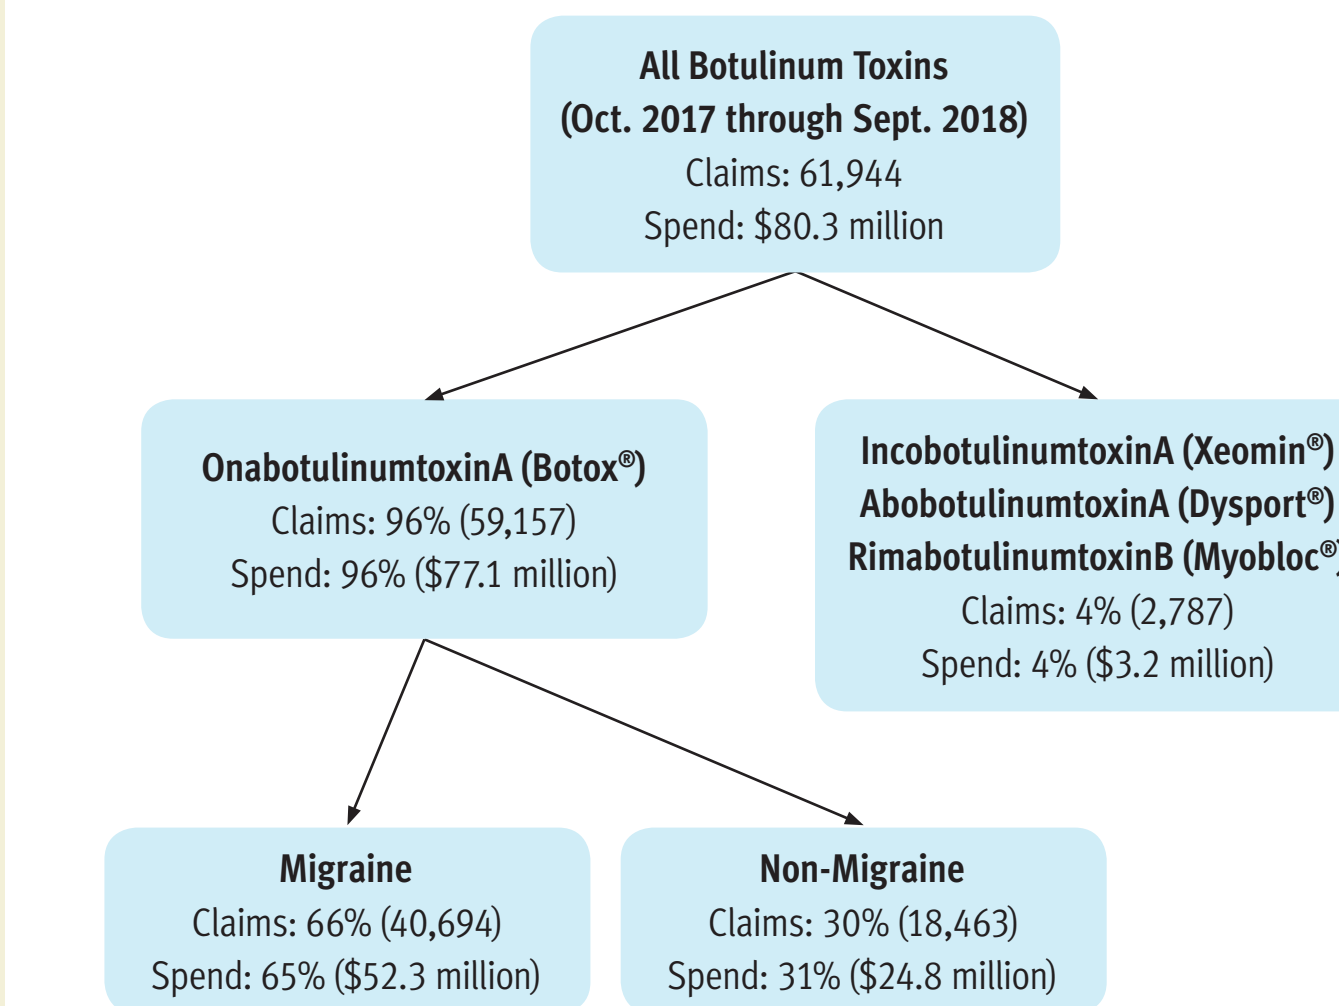 All Botulinum Toxins
(Oct. 2017 through Sept. 2018)
Claims: 61,944
Spend: $80.3 million
OnabotulinumtoxinA (Botox®)
Claims: 96% (59,157)
Spend: 96% ($77.1 million)
IncobotulinumtoxinA (Xeomin®)
AbobotulinumtoxinA (Dysport®)
RimabotulinumtoxinB (Myobloc®)
Claims: 4% (2,787)
Spend: 4% ($3.2 million)
Migraine
Claims: 66% (40,694)
Spend: 65% ($52.3 million)
Non-Migraine
Claims: 30% (18,463)
Spend: 31% ($24.8 million)